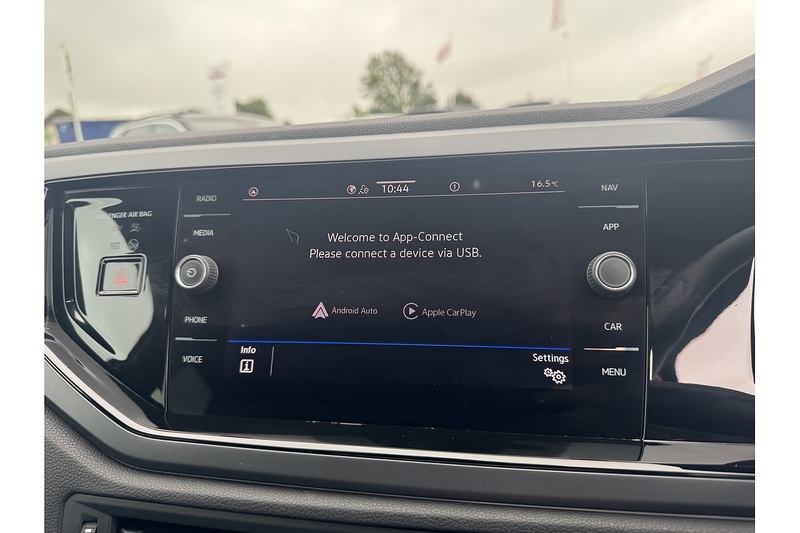 PASSENGER AIR BAG
RADIO
MEDIA
PHONE
VOICE
10:44
1
16.5°C
Welcome to App-Connect
Please connect a device via USB.
Android Auto
Apple CarPlay
Info
Settings
NAV
APP
CAR
MENU